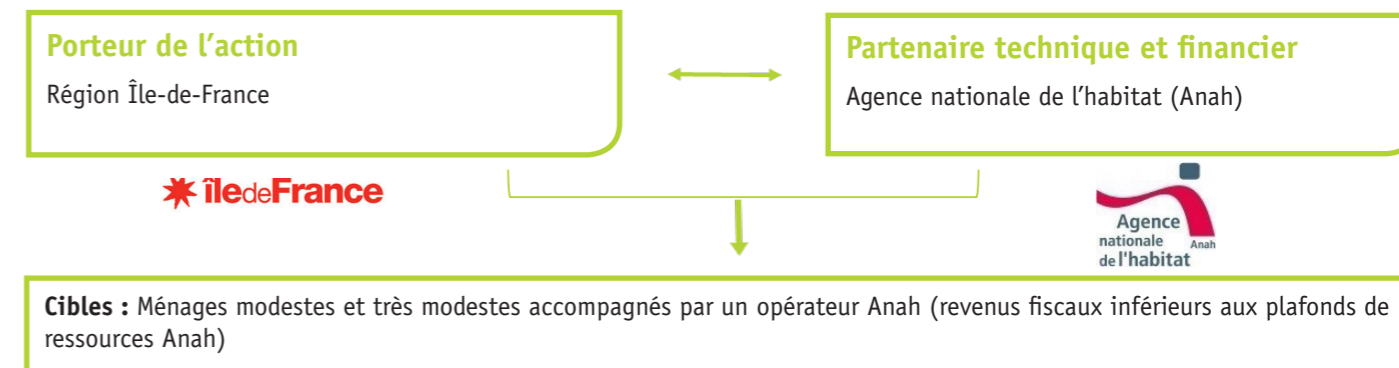 Porteur de l’action
Région Île-de-France
Partenaire technique et financier
Agence nationale de l’habitat (Anah)
îledeFrance
Agence
nationale
Anah
de l'habitat
Cibles : Ménages modestes et très modestes accompagnés par un opérateur Anah (revenus fiscaux inférieurs aux plafonds de
ressources Anah)